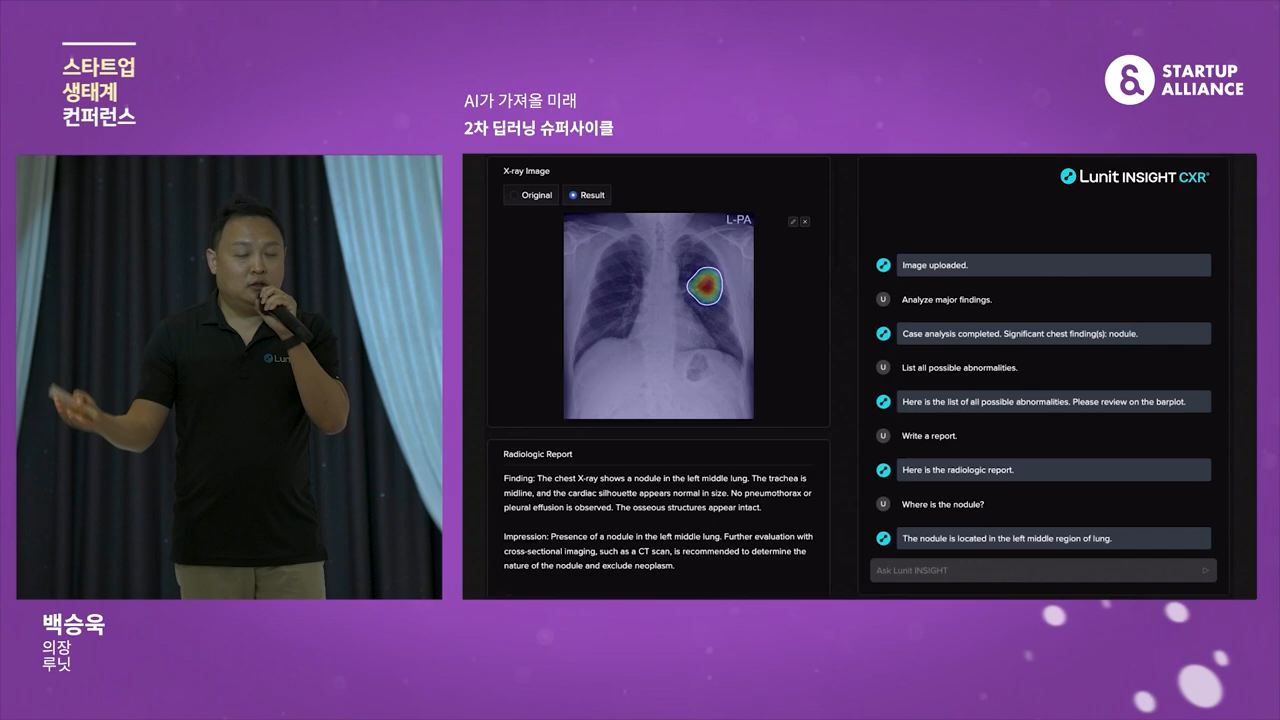 스타트업
생태계
컨퍼런스
STARTUP
ALLIANCE
AI가 가져올 미래
2차 딥러닝 슈퍼사이클
X-ray Image
Original
Result
L-PA
Radiologic Report
Finding: The chest X-ray shows a nodule in the left middle lung. The trachea is
midline, and the cardiac silhouette appears normal in size. No pneumothorax or
pleural effusion is observed. The osseous structures appear intact.
Impression: Presence of a nodule in the left middle lung. Further evaluation with
cross-sectional imaging, such as a CT scan, is recommended to determine the
nature of the nodule and exclude neoplasm.
Lunit INSIGHT CXR
Image uploaded.
U Analyze major findings.
Case analysis completed. Significant chest finding(s): nodule.
U List all possible abnormalities.
Here is the list of all possible abnormalities. Please review on the barplot.
U Write a report.
Here is the radiologic report.
U Where is the nodule?
The nodule is located in the left middle region of lung.
Ask Lunit INSIGHT
Lun
백승욱
의장
루닛